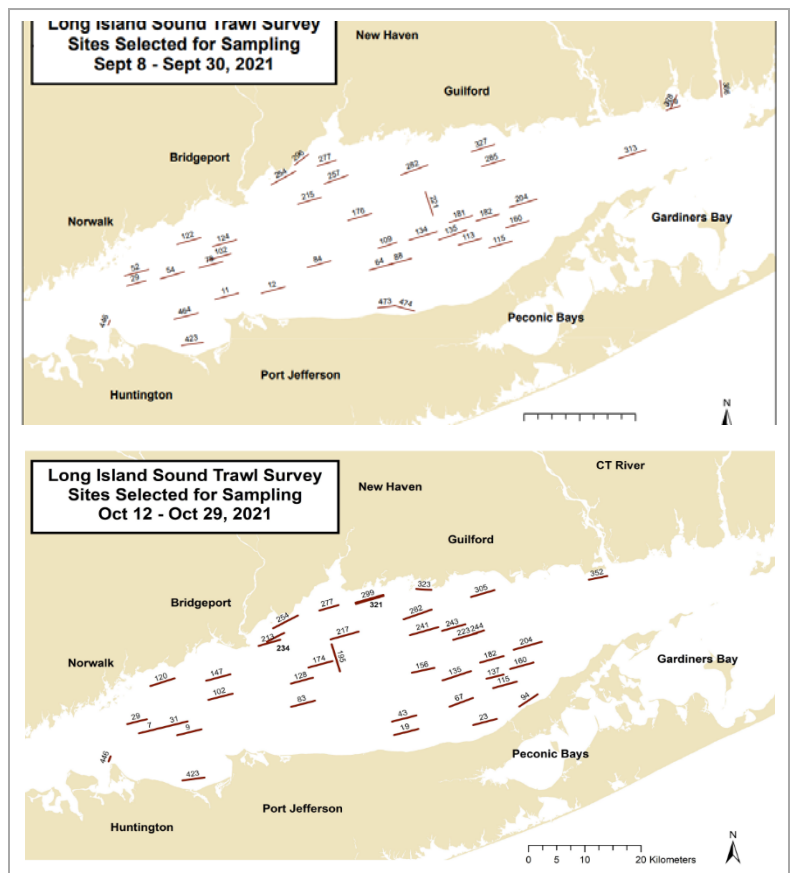 Long Island Sound Trawl Survey
Sites Selected for Sampling
Sept 8 - Sept 30, 2021
New Haven
Guilford
Bridgeport
Norwalk
Gardiners Bay
Peconic Bays
Port Jefferson
Huntington
N
296
277
254
257
327
285
282
313
215
176
221
204
181
182
160
122
124
102
134
135
113
115
109
52
29
54
84
64
88
11
12
464
473
474
446
423
Long Island Sound Trawl Survey
Sites Selected for Sampling
Oct 12 - Oct 29, 2021
CT River
New Haven
Guilford
Bridgeport
Norwalk
Gardiners Bay
Peconic Bays
Port Jefferson
Huntington
352
323
305
299
321
277
254
282
213
234
217
241
243
223
244
204
174
195
182
160
156
135
137
115
147
120
128
102
83
94
67
43
23
19
29
31
7
9
446
423
N
0 5 10 20 Kilometers